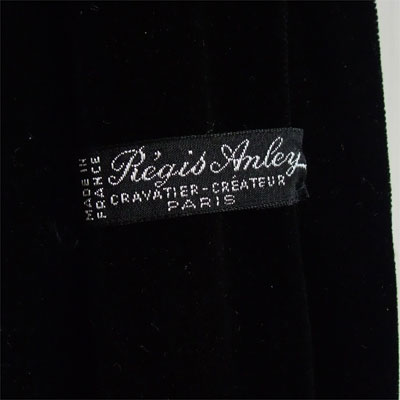 MADE IN
FRANCE
Régis Anley
CRAVATIER-CRÉATEUR
PARIS